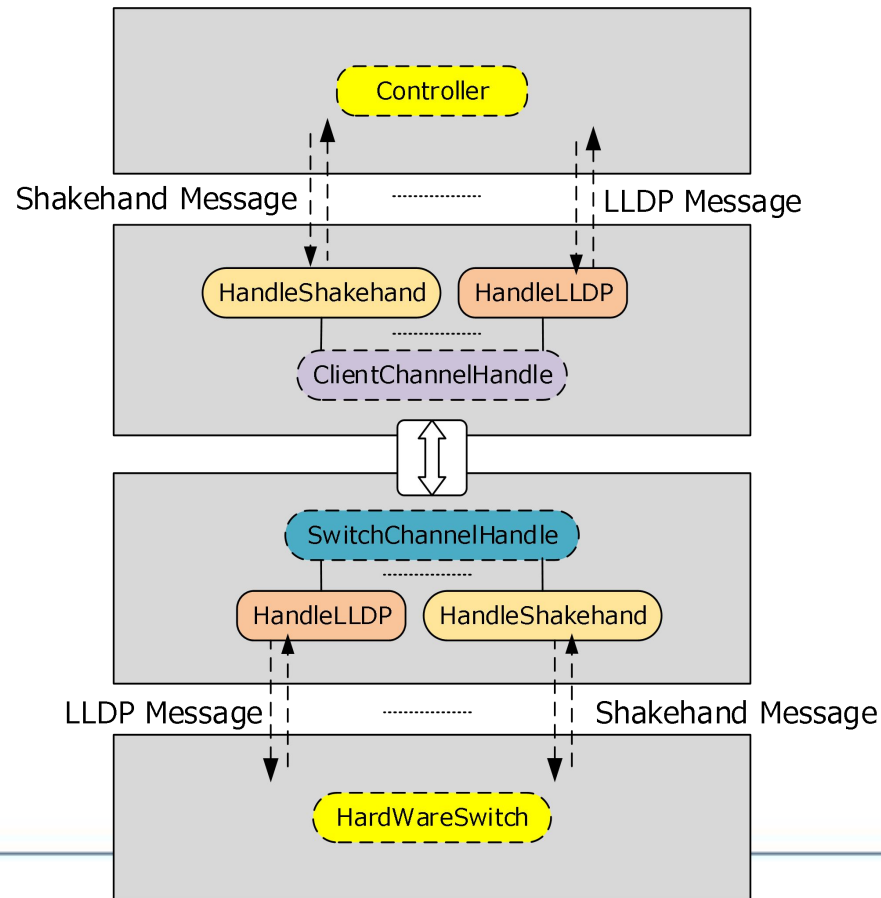 Controller
Shakehand Message
LLDP Message
HandleShakehand
HandleLLDP
ClientChannelHandle
SwitchChannelHandle
HandleLLDP
HandleShakehand
LLDP Message
Shakehand Message
HardWareSwitch